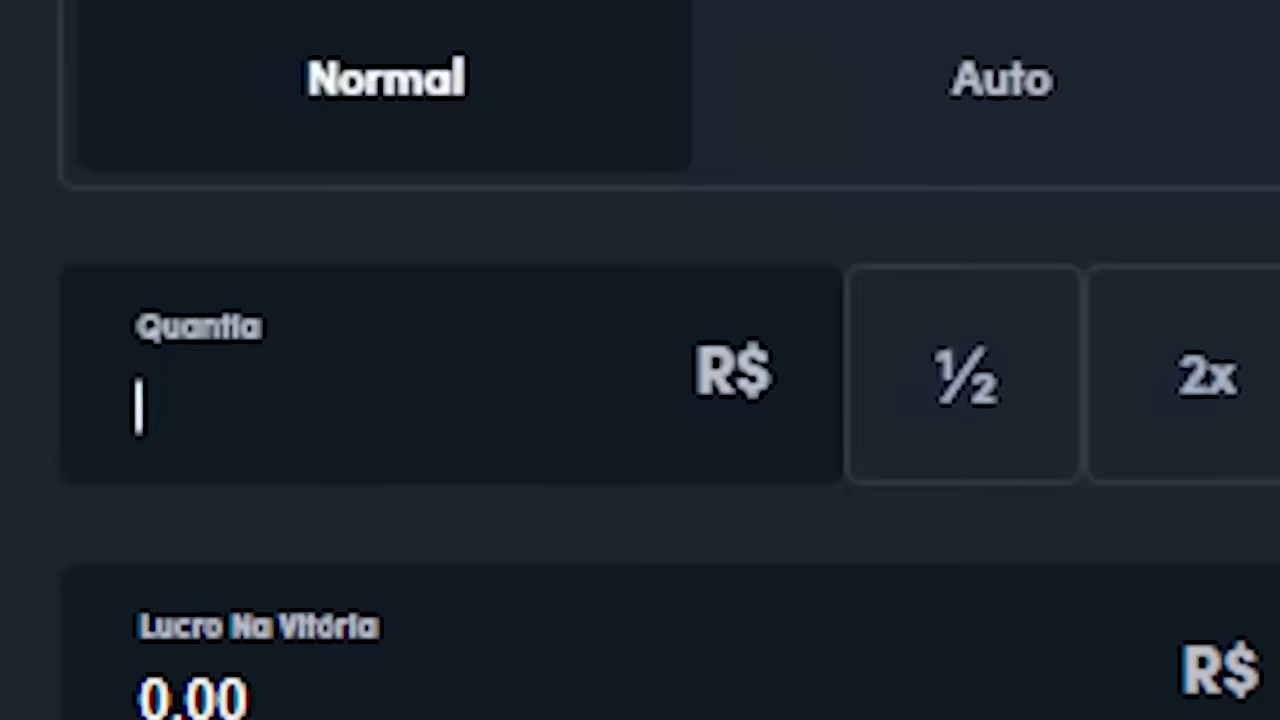 Normal Auto
Quantia
R$ ½ 2x
Lucro Na Vitória
R$
0,00